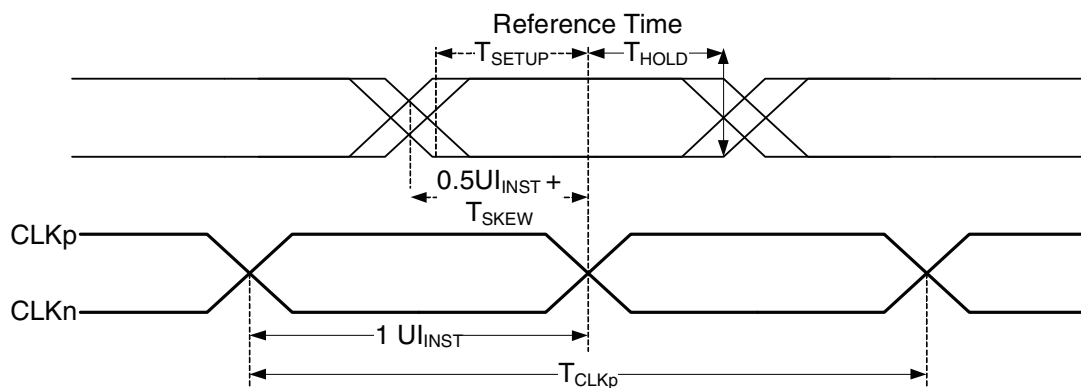 Reference Time
TSETUP THOLD
0.5UIINST +
TSKEW
CLKp
CLKn
1 UIINST
TCLKp